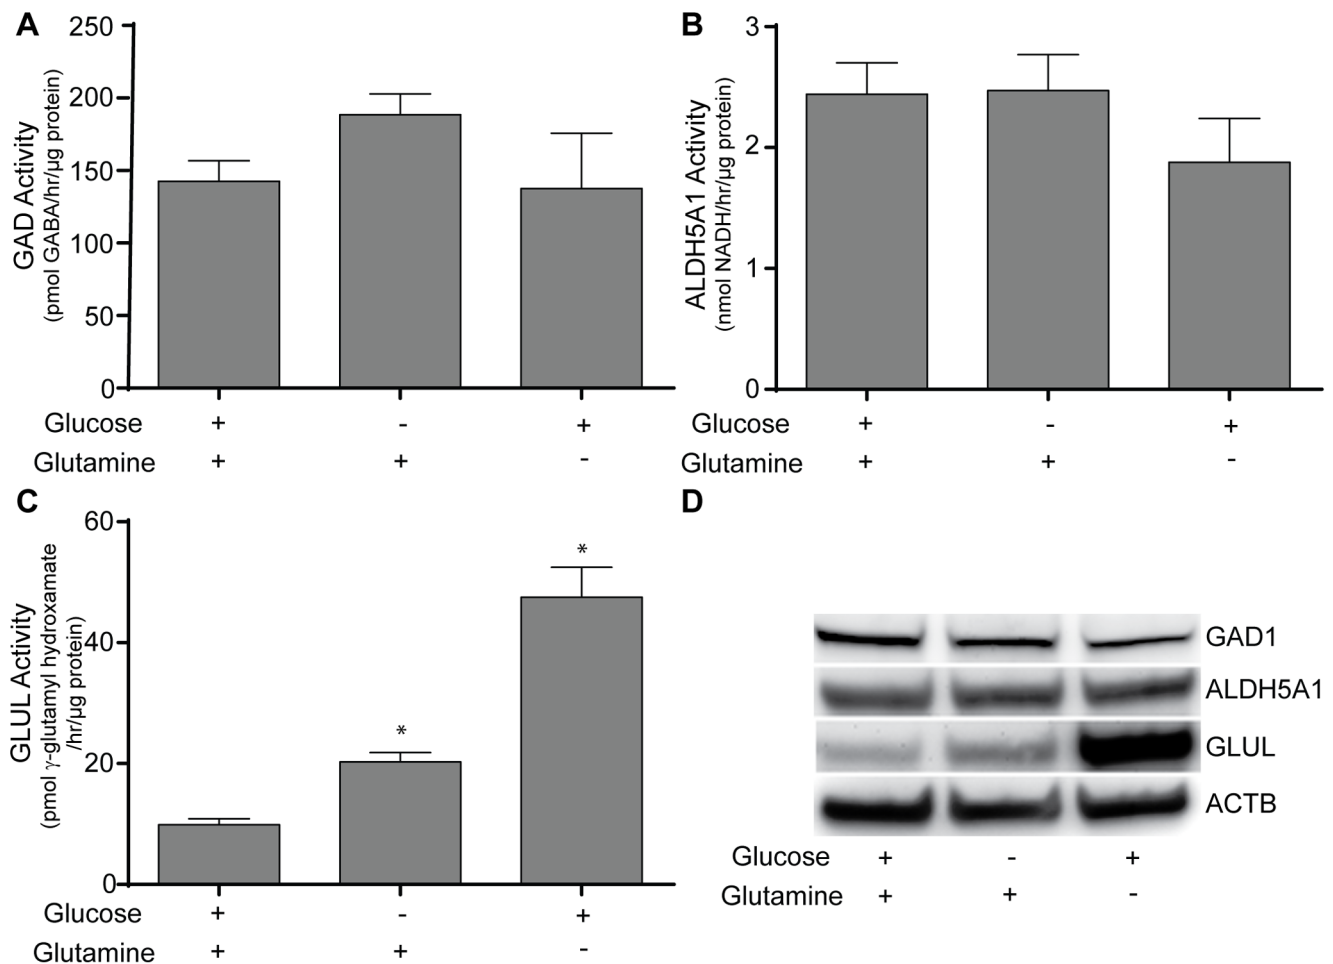 A
250
200
150
100
50
0
GAD Activity
(pmol GABA/hr/µg protein)
Glucose + - +
Glutamine + + -
B
3
2
1
0
ALDH5A1 Activity
(nmol NADH/hr/µg protein)
Glucose + - +
Glutamine + + -
C
60
40
20
0
GLUL Activity
(pmol γ-glutamyl hydroxamate
/hr/µg protein)
* *
Glucose + - +
Glutamine + + -
D
GAD1
ALDH5A1
GLUL
ACTB
Glucose + - +
Glutamine + + -